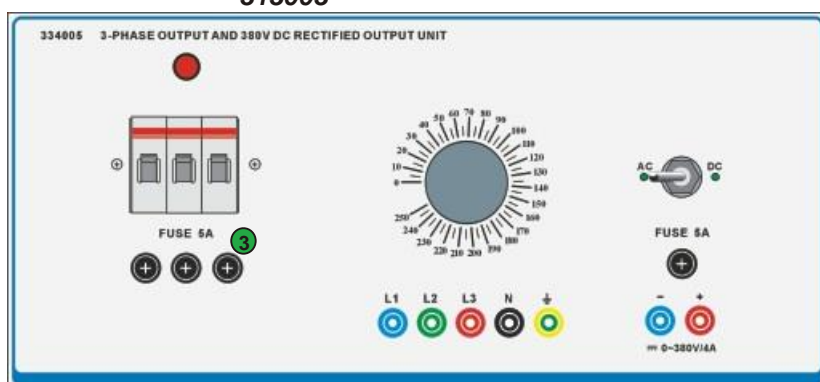 334005 3-PHASE OUTPUT AND 380V DC RECTIFIED OUTPUT UNIT
0 10 20 30 40 50 60 70 80 90 100 110 120 130 140 150 160 170 180 190 200 210 220 230 240 250
AC DC
FUSE 5A
3
FUSE 5A
L1 L2 L3 N
- +
0~380V/4A